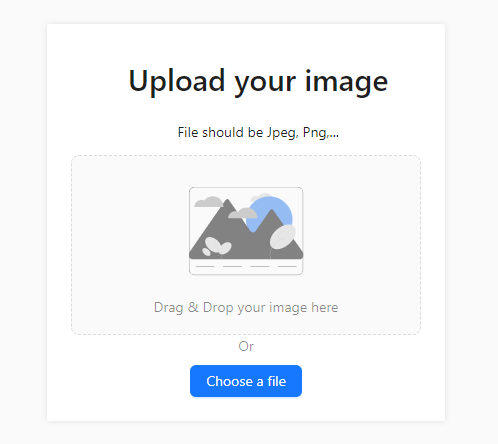 Upload your image
File should be Jpeg, Png,...
Drag & Drop your image here
Or
Choose a file